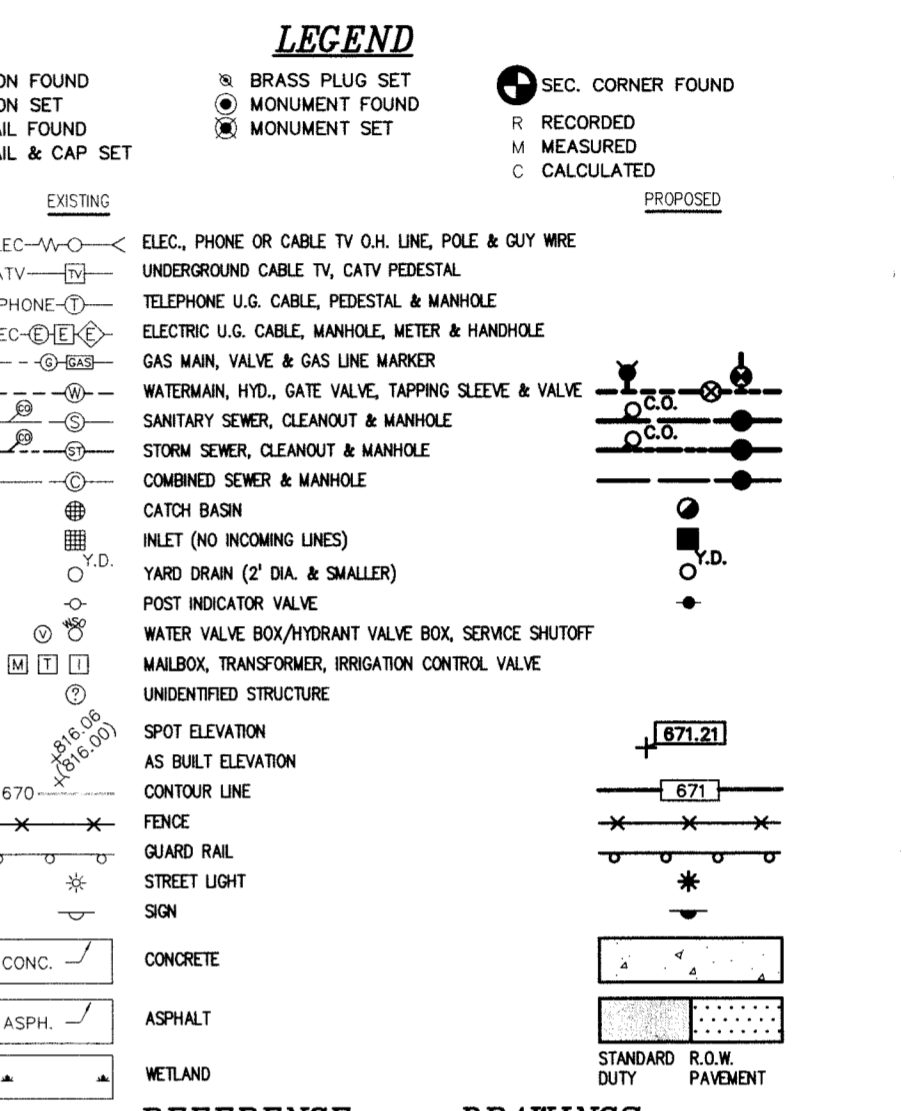 LEGEND
ON FOUND
ON SET
AIL FOUND
AIL & CAP SET
BRASS PLUG SET
MONUMENT FOUND
MONUMENT SET
SEC. CORNER FOUND
R RECORDED
M MEASURED
C CALCULATED
EXISTING
PROPOSED
EC ELEC., PHONE OR CABLE TV O.H. LINE, POLE & GUY WIRE
ATV TV UNDERGROUND CABLE TV, CATV PEDESTAL
PHONE T TELEPHONE U.G. CABLE, PEDESTAL & MANHOLE
EC E E E ELECTRIC U.G. CABLE, MANHOLE, METER & HANDHOLE
G GAS GAS MAIN, VALVE & GAS LINE MARKER
W WATERMAIN, HYD., GATE VALVE, TAPPING SLEEVE & VALVE
CO S SANITARY SEWER, CLEANOUT & MANHOLE C.O.
CO ST STORM SEWER, CLEANOUT & MANHOLE C.O.
C COMBINED SEWER & MANHOLE
CATCH BASIN
INLET (NO INCOMING LINES)
Y.D. YARD DRAIN (2' DIA. & SMALLER) Y.D.
POST INDICATOR VALVE
V WSO WATER VALVE BOX/HYDRANT VALVE BOX, SERVICE SHUTOFF
M T I MAILBOX, TRANSFORMER, IRRIGATION CONTROL VALVE
? UNIDENTIFIED STRUCTURE
816.06 SPOT ELEVATION 671.21
(816.00) AS BUILT ELEVATION
670 CONTOUR LINE 671
FENCE
GUARD RAIL
STREET LIGHT
SIGN
CONC. CONCRETE
ASPH. ASPHALT
STANDARD DUTY
R.O.W. PAVEMENT
WETLAND
REFERENCE DRAWINGS